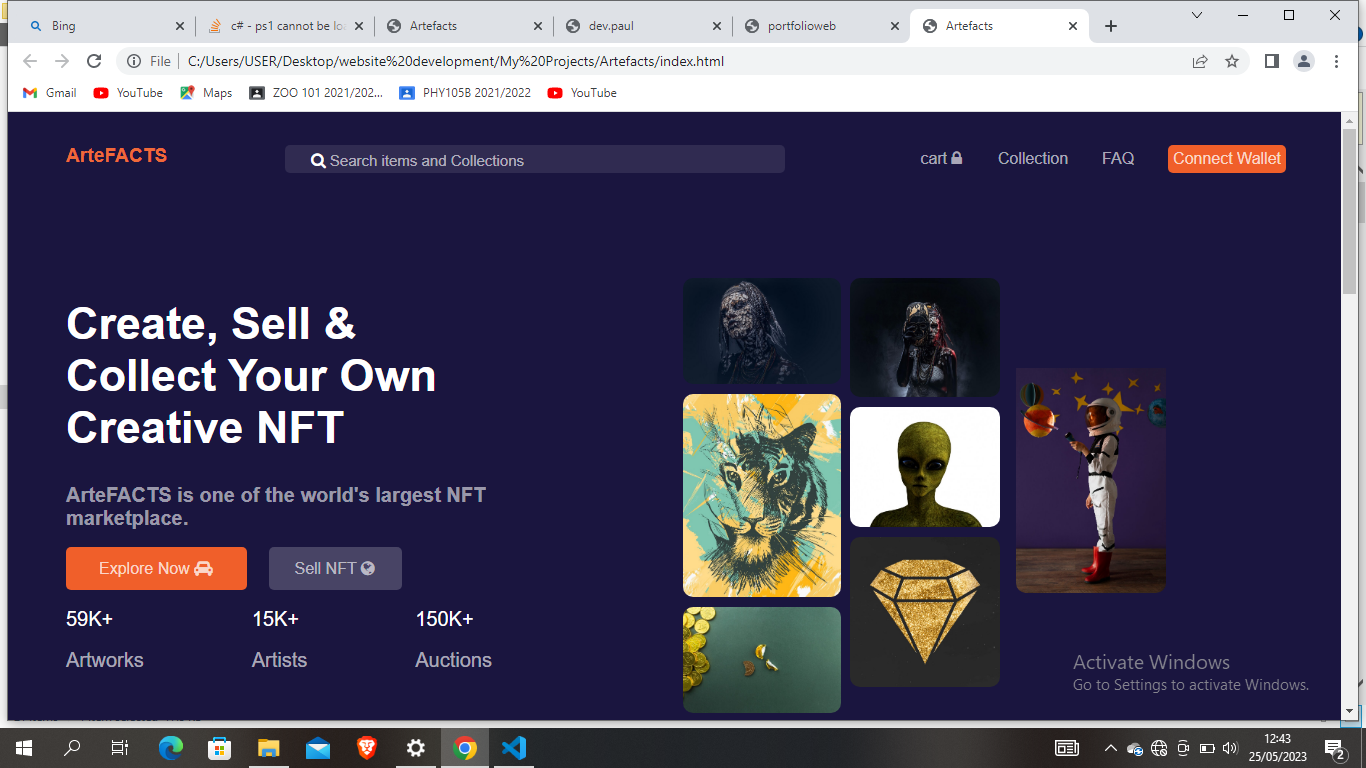 Bing
c# - ps1 cannot be loa
Artefacts
dev.paul
portfolioweb
Artefacts
File
C:/Users/USER/Desktop/website%20development/My%20Projects/Artefacts/index.html
Gmail
YouTube
Maps
ZOO 101 2021/202...
PHY105B 2021/2022
YouTube
ArteFACTS
Search items and Collections
cart
Collection
FAQ
Connect Wallet
Create, Sell &
Collect Your Own
Creative NFT
ArteFACTS is one of the world's largest NFT
marketplace.
Explore Now
Sell NFT
59K+
15K+
150K+
Artworks
Artists
Auctions
Activate Windows
Go to Settings to activate Windows.
12:43
25/05/2023
2